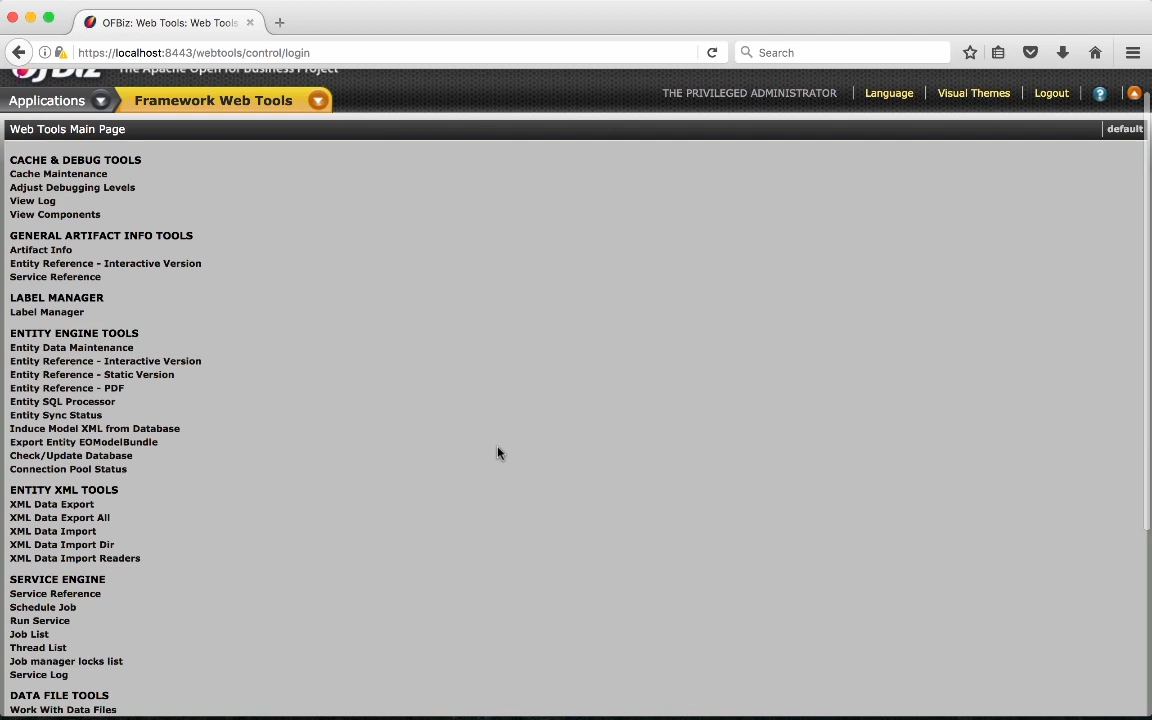 OFBiz: Web Tools: Web Tools
https://localhost:8443/webtools/control/login
Search
The Apache Open for Business Project
Applications
Framework Web Tools
THE PRIVILEGED ADMINISTRATOR
Language
Visual Themes
Logout
?
Web Tools Main Page
default
CACHE & DEBUG TOOLS
Cache Maintenance
Adjust Debugging Levels
View Log
View Components
GENERAL ARTIFACT INFO TOOLS
Artifact Info
Entity Reference - Interactive Version
Service Reference
LABEL MANAGER
Label Manager
ENTITY ENGINE TOOLS
Entity Data Maintenance
Entity Reference - Interactive Version
Entity Reference - Static Version
Entity Reference - PDF
Entity SQL Processor
Entity Sync Status
Induce Model XML from Database
Export Entity EOModelBundle
Check/Update Database
Connection Pool Status
ENTITY XML TOOLS
XML Data Export
XML Data Export All
XML Data Import
XML Data Import Dir
XML Data Import Readers
SERVICE ENGINE
Service Reference
Schedule Job
Run Service
Job List
Thread List
Job manager locks list
Service Log
DATA FILE TOOLS
Work With Data Files